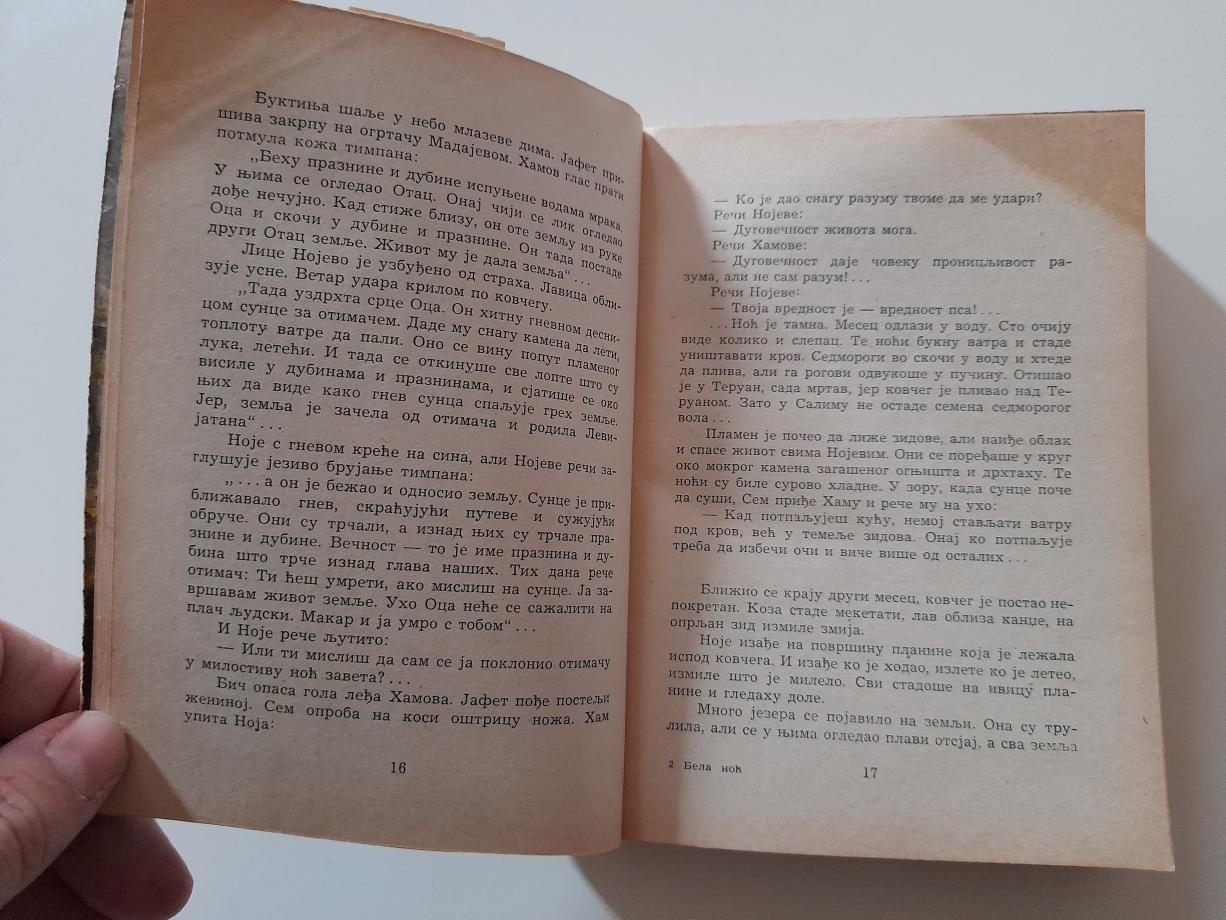 Буктиња шаље у небо млазеве дима. Јафет при-
шива закрпу на огртачу Мадајевом. Хамов глас прати
потмула кожа тимпана:
„Беху празнине и дубине испуњене водама мрака.
У њима се огледао Отац. Онај чији се лик огледао
дође нечујно. Кад стиже близу, он оте земљу из руке
Оца и скочи у дубине и празнине. Он тада постаде
други Отац земље. Живот му је дала земља“ . . .
Лице Нојево је узбуђено од страха. Лавица обли-
зује усне. Ветар удара крилом по ковчегу.
„Тада уздрхта срце Оца. Он хитну гневном десни-
цом сунце за отимачем. Даде му снагу камена да лети,
топлоту ватре да пали. Оно се вину попут пламеног
лука, летећи. И тада се откинуше све лопте што су
висиле у дубинама и празнинама, и сјатише се око
њих да виде како гнев сунца спаљује грех земље.
Јер, земља је зачела од отимача и родила Леви-
јатана“ . . .
Ноје с гневом креће на сина, али Нојеве речи за-
глушује језиво брујање тимпана:
„. . . а он је бежао и односио земљу. Сунце је при-
ближавало гнев, скраћујући путеве и сужујући
обруче. Они су трчали, а изнад њих су трчале пра-
знине и дубине. Вечност — то је име празнина и ду-
бина што трче изнад глава наших. Тих дана рече
отимач: Ти ћеш умрети, ако мислиш на сунце. Ја за-
вршавам живот земље. Ухо Оца неће се сажалити на
плач људски. Макар и ја умро с тобом“ . . .
И Ноје рече љутито:
— Или ти мислиш да сам се ја поклонио отимачу
у милостиву ноћ завета? . . . .
Бич опаса гола леђа Хамова. Јафет пође постељи
жениној. Сем опроба на коси оштрицу ножа. Хам
упита Ноја:
16
— Ко је дао снагу разуму твоме да ме удари?
Речи Нојеве:
— Дуговечност живота мога.
Речи Хамове:
— Дуговечност даје човеку проницљивост ра-
зума, али не сам разум! . . .
Речи Нојеве:
— Твоја вредност је — вредност пса! . . .
. . . Ноћ је тамна. Месец одлази у воду. Сто очију
виде колико и слепац. Те ноћи букну ватра и стаде
уништавати кров. Седмороги во скочи у воду и хтеде
да плива, али га рогови одвукоше у пучину. Отишао
је у Теруан, сада мртав, јер ковчег је пливао над Те-
руаном. Зато у Салиму не остаде семена седморогог
вола . . .
Пламен је почео да лиже зидове, али наиђе облак
и спасе живот свима Нојевим. Они се поређаше у круг
око мокрог камена загашеног огњишта и дрхтаху. Те
ноћи су биле сурово хладне. У зору, када сунце поче
да суши, Сем приђе Хаму и рече му на ухо:
— Кад потпаљујеш кућу, немој стављати ватру
под кров, већ у темеље зидова. Онај ко потпаљује
треба да избечи очи и виче више од осталих . . .
Ближио се крају други месец, ковчег је постао не-
покретан. Коза стаде мекетати, лав облиза канџе, на
опрљан зид измиле змија.
Ноје изађе на површину планине која је лежала
испод ковчега. И изађе ко је ходао, излете ко је летео,
измиле што је милело. Сви стадоше на ивицу пла-
нине и гледаху доле.
Много језера се појавило на земљи. Она су тру-
лила, али се у њима огледао плави отсјај, а сва земља
2 Бела ноћ
17